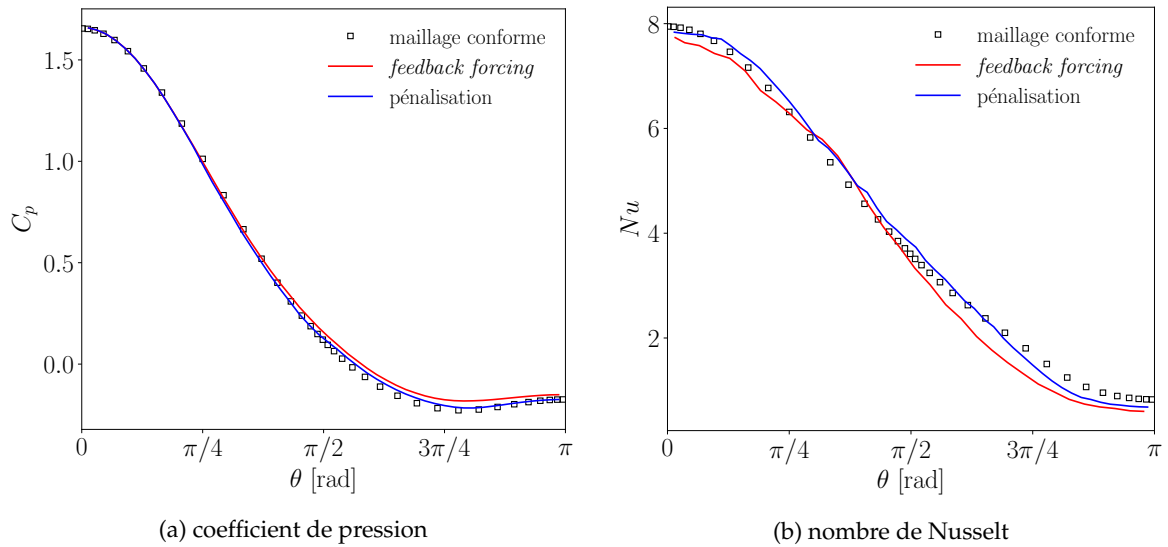 maillage conforme
feedback forcing
pénalisation
1.5
1.0
0.5
0.0
C_p
0
π/4
π/2
3π/4
π
θ [rad]
(a) coefficient de pression
maillage conforme
feedback forcing
pénalisation
8
6
4
2
Nu
0
π/4
π/2
3π/4
π
θ [rad]
(b) nombre de Nusselt